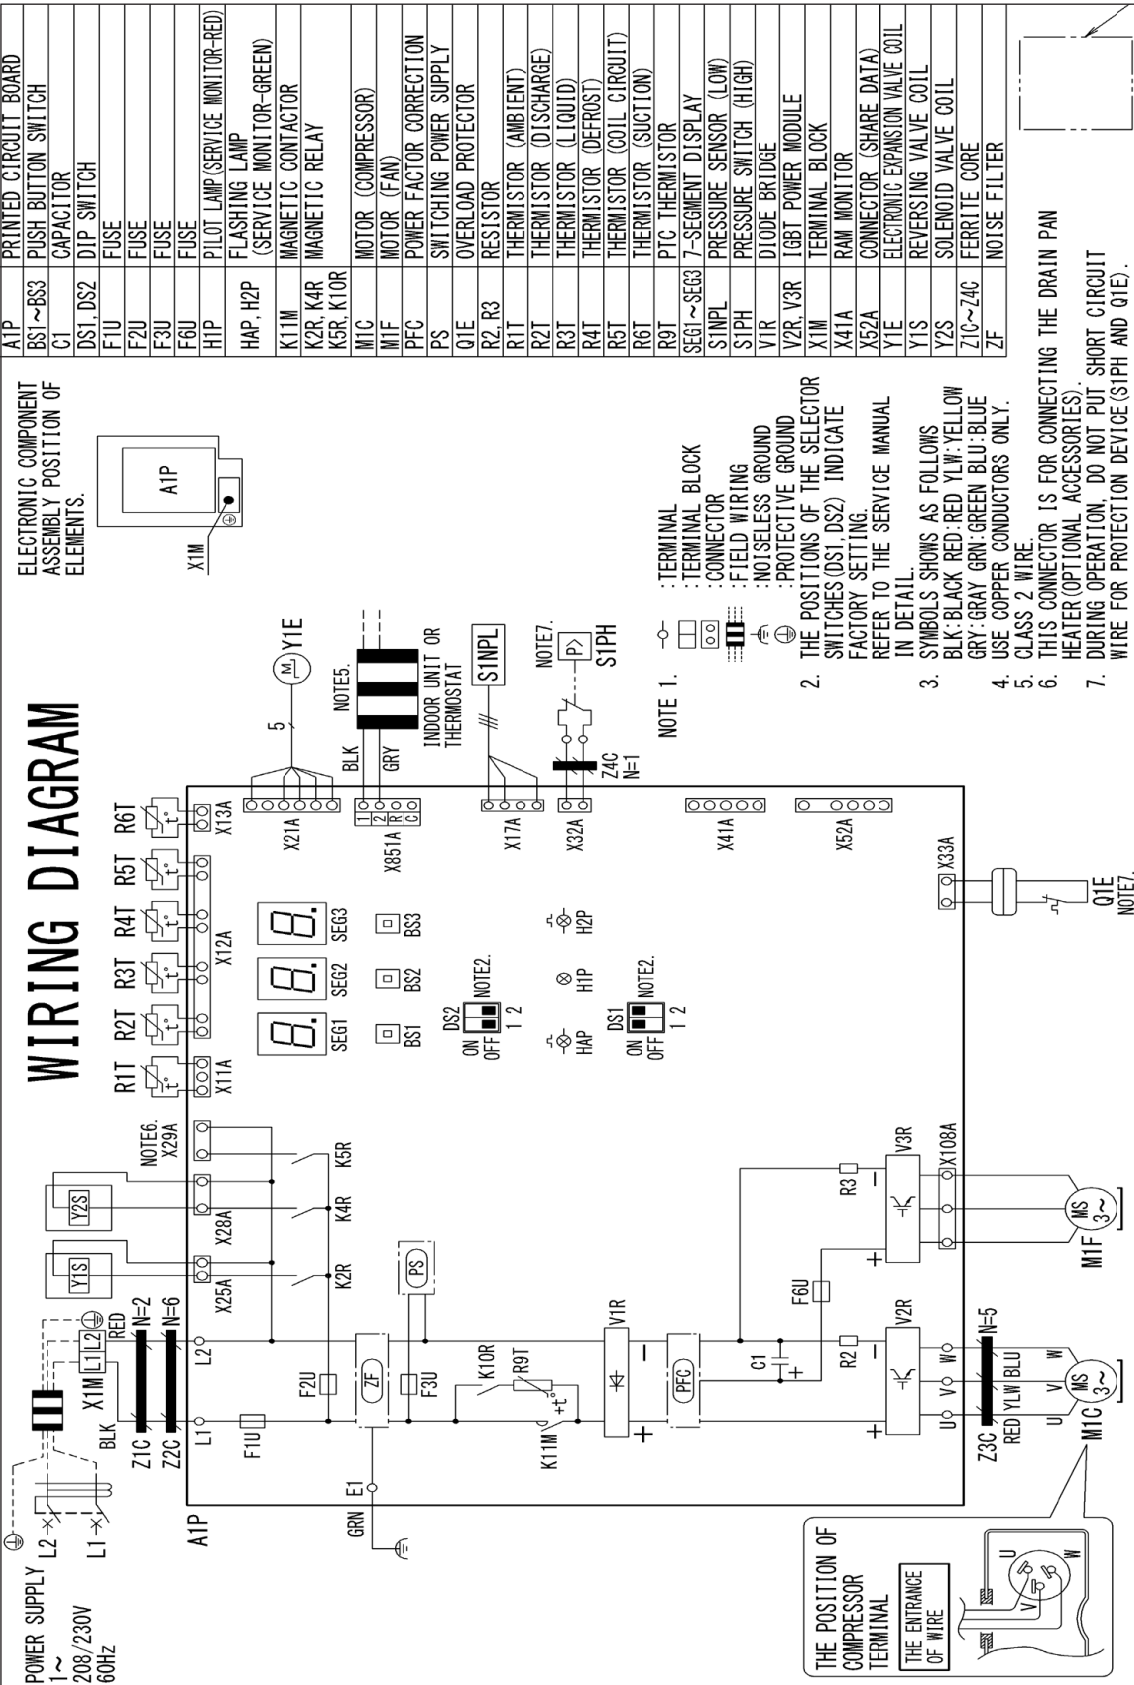 WIRING DIAGRAM
POWER SUPPLY
1~
208/230V
60Hz
L2
L1
X1M
L1 L2
BLK
RED
Z1C
N=2
Z2C
N=6
Y1S
Y2S
NOTE6.
X29A
X25A
X28A
R1T
R2T
R3T
R4T
R5T
R6T
t°
t°
t°
t°
t°
t°
X11A
X12A
X13A
A1P
L1
L2
F1U
F2U
K2R
K4R
K5R
GRN
E1
ZF
F3U
PS
K10R
R9T
K11M
+t°
V1R
+
-
PFC
C1
+
R2
R3
F6U
+
-
V2R
+
-
V3R
X108A
U
V
W
Z3C
N=5
RED YLW BLU
U
V
W
MS
3~
M1C
MS
3~
M1F
SEG1
SEG2
SEG3
BS1
BS2
BS3
DS2
ON
OFF
1 2
NOTE2.
HAP
H1P
H2P
DS1
ON
OFF
1 2
NOTE2.
X21A
5
M
Y1E
X851A
1
2
R
C
BLK
GRY
NOTE5.
INDOOR UNIT OR
THERMOSTAT
X17A
S1NPL
X32A
Z4C
N=1
NOTE7.
P>
S1PH
X41A
X52A
X33A
Q1E
NOTE7.
THE POSITION OF
COMPRESSOR
TERMINAL
THE ENTRANCE
OF WIRE
U
V
W
ELECTRONIC COMPONENT
ASSEMBLY POSITION OF
ELEMENTS.
A1P
X1M
NOTE 1.
:TERMINAL
:TERMINAL BLOCK
:CONNECTOR
:FIELD WIRING
:NOISELESS GROUND
:PROTECTIVE GROUND
2. THE POSITIONS OF THE SELECTOR
SWITCHES(DS1,DS2) INDICATE
FACTORY SETTING.
REFER TO THE SERVICE MANUAL
IN DETAIL.
3. SYMBOLS SHOWS AS FOLLOWS
BLK:BLACK RED:RED YLW:YELLOW
GRY:GRAY GRN:GREEN BLU:BLUE
4. USE COPPER CONDUCTORS ONLY.
5. CLASS 2 WIRE.
6. THIS CONNECTOR IS FOR CONNECTING THE DRAIN PAN
HEATER(OPTIONAL ACCESSORIES).
7. DURING OPERATION, DO NOT PUT SHORT CIRCUIT
WIRE FOR PROTECTION DEVICE(S1PH AND Q1E).
A1P PRINTED CIRCUIT BOARD
BS1~BS3 PUSH BUTTON SWITCH
C1 CAPACITOR
DS1, DS2 DIP SWITCH
F1U FUSE
F2U FUSE
F3U FUSE
F6U FUSE
H1P PILOT LAMP(SERVICE MONITOR-RED)
HAP, H2P FLASHING LAMP
(SERVICE MONITOR-GREEN)
K11M MAGNETIC CONTACTOR
K2R, K4R MAGNETIC RELAY
K5R, K10R
M1C MOTOR (COMPRESSOR)
M1F MOTOR (FAN)
PFC POWER FACTOR CORRECTION
PS SWITCHING POWER SUPPLY
Q1E OVERLOAD PROTECTOR
R2, R3 RESISTOR
R1T THERMISTOR (AMBIENT)
R2T THERMISTOR (DISCHARGE)
R3T THERMISTOR (LIQUID)
R4T THERMISTOR (DEFROST)
R5T THERMISTOR (COIL CIRCUIT)
R6T THERMISTOR (SUCTION)
R9T PTC THERMISTOR
SEG1~SEG3 7-SEGMENT DISPLAY
S1NPL PRESSURE SENSOR (LOW)
S1PH PRESSURE SWITCH (HIGH)
V1R DIODE BRIDGE
V2R, V3R IGBT POWER MODULE
X1M TERMINAL BLOCK
X41A RAM MONITOR
X52A CONNECTOR (SHARE DATA)
Y1E ELECTRONIC EXPANSION VALVE COIL
Y1S REVERSING VALVE COIL
Y2S SOLENOID VALVE COIL
Z1C~Z4C FERRITE CORE
ZF NOISE FILTER